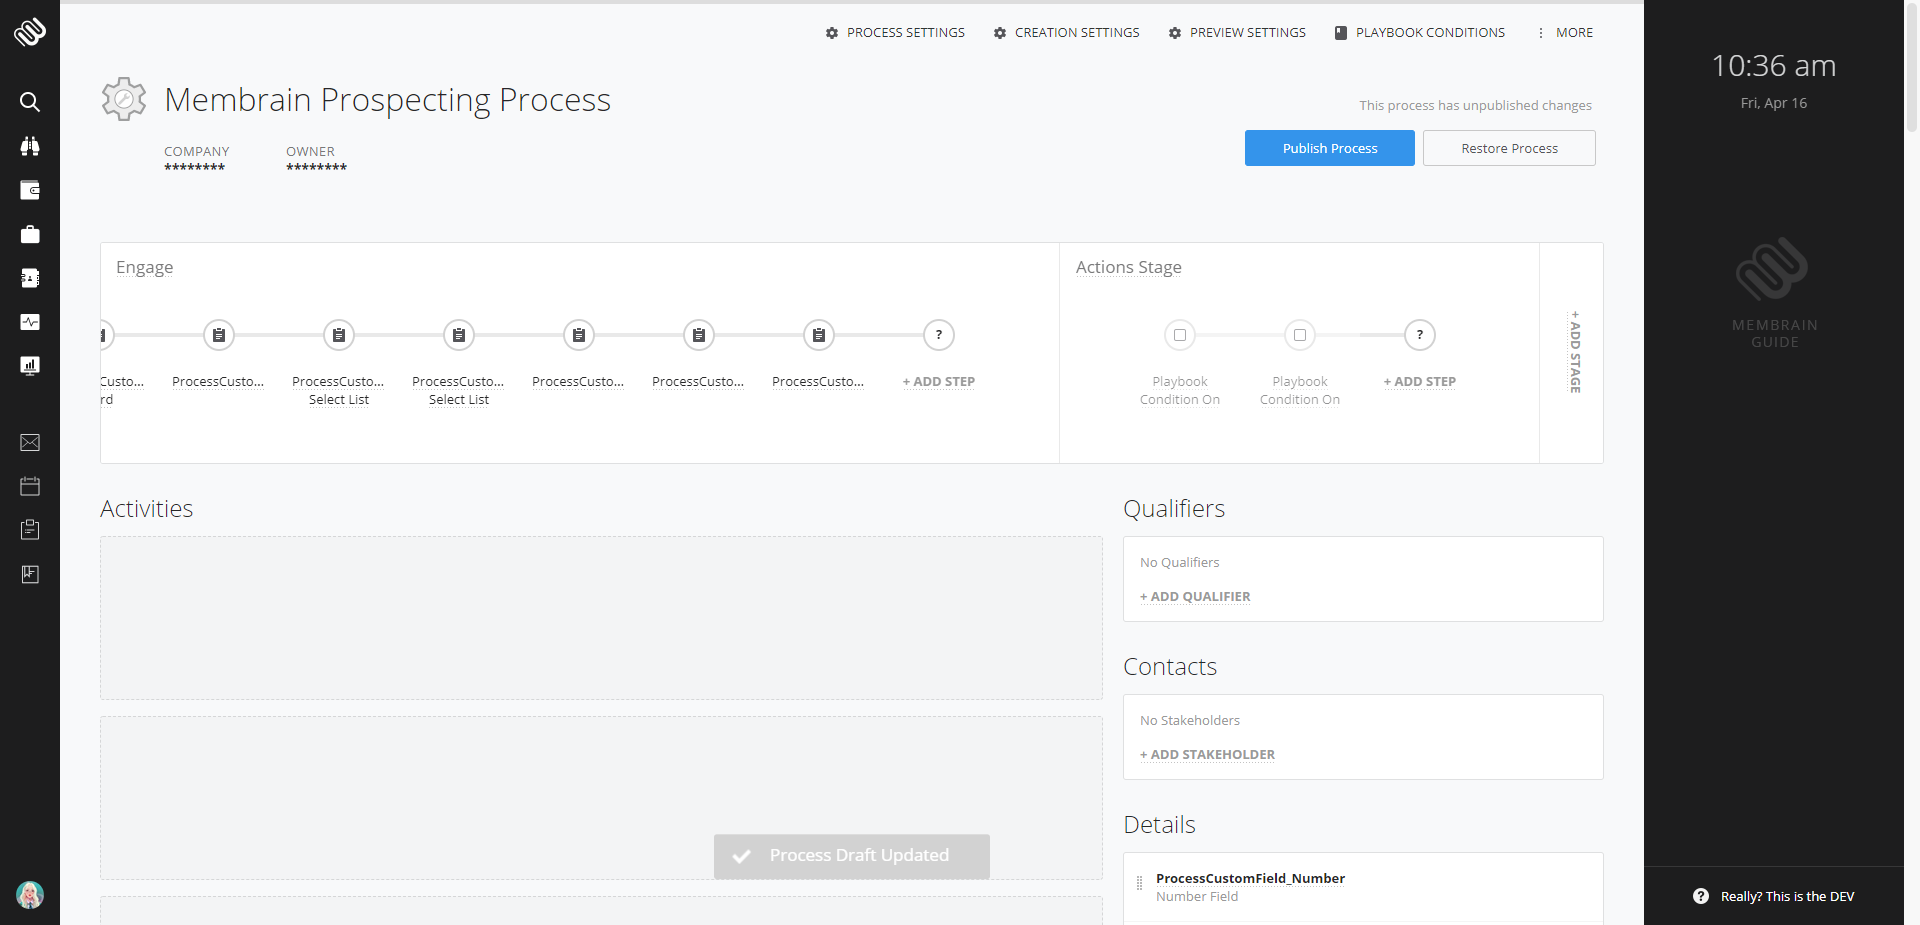 PROCESS SETTINGS
CREATION SETTINGS
PREVIEW SETTINGS
PLAYBOOK CONDITIONS
MORE
10:36 am
Fri, Apr 16
Membrain Prospecting Process
This process has unpublished changes
COMPANY
********
OWNER
********
Publish Process
Restore Process
Engage
Actions Stage
?
?
Custo...
rd
ProcessCusto...
ProcessCusto...
Select List
ProcessCusto...
Select List
ProcessCusto...
ProcessCusto...
ProcessCusto...
+ ADD STEP
Playbook
Condition On
Playbook
Condition On
+ ADD STEP
+ ADD STAGE
MEMBRAIN
GUIDE
Activities
Qualifiers
No Qualifiers
+ ADD QUALIFIER
Contacts
No Stakeholders
+ ADD STAKEHOLDER
Process Draft Updated
Details
ProcessCustomField_Number
Number Field
? Really? This is the DEV